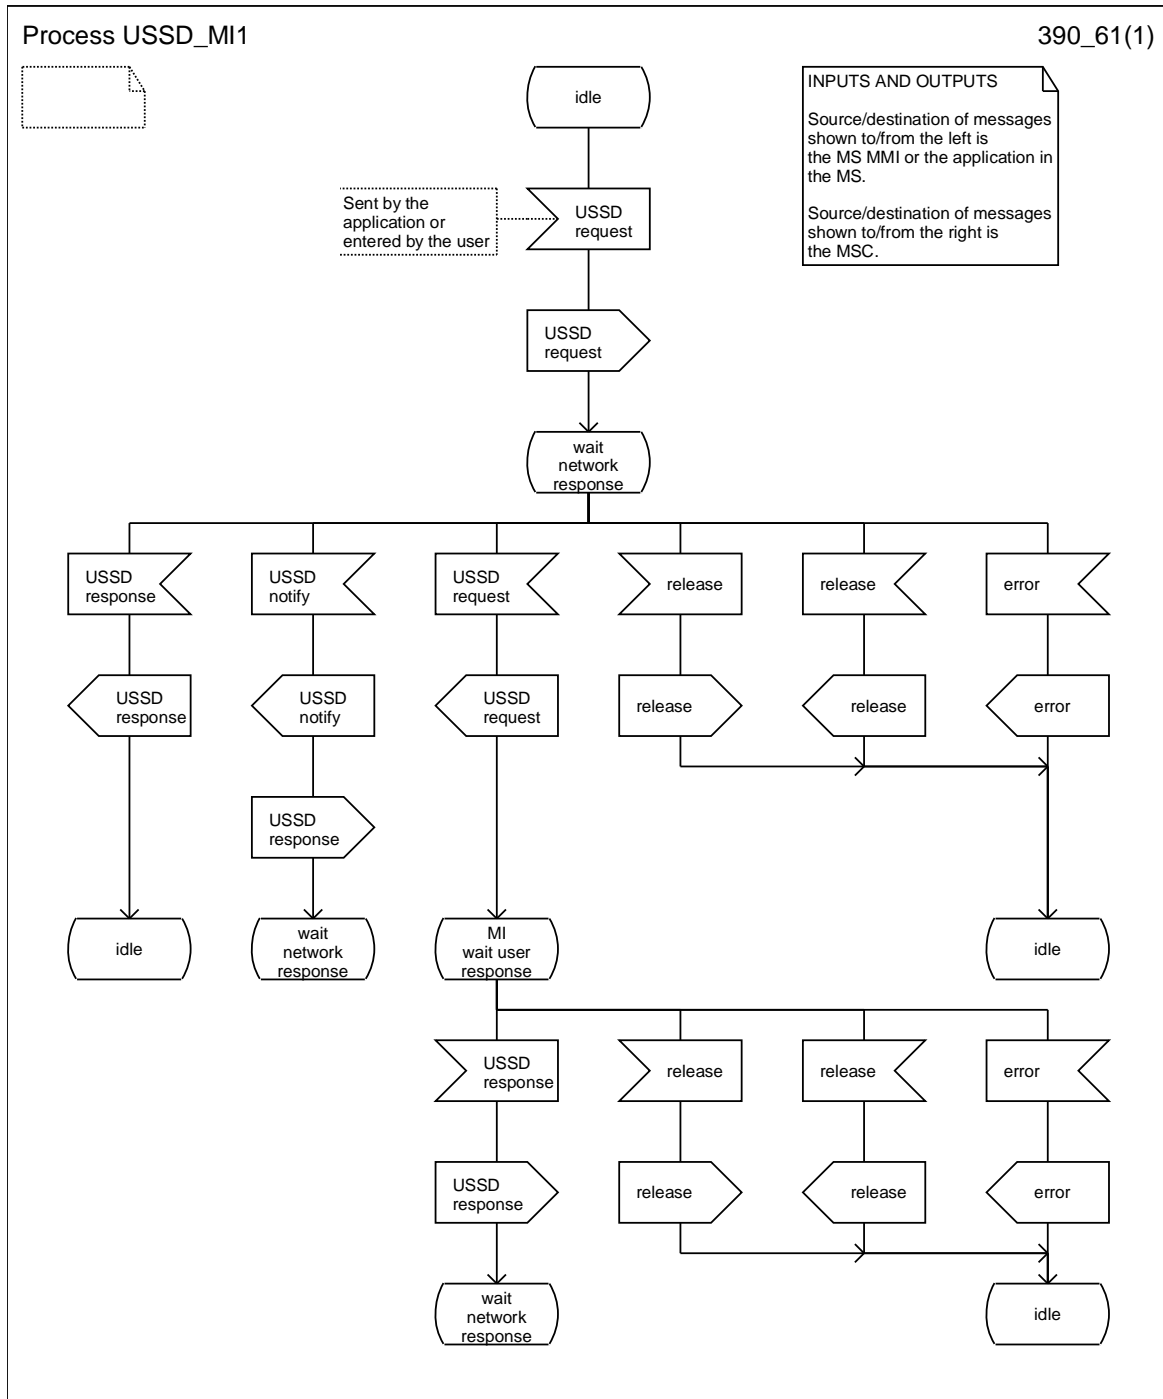 Process USSD_MI1
390_61(1)
idle
INPUTS AND OUTPUTS
Source/destination of messages
shown to/from the left is
the MS MMI or the application in
the MS.
Source/destination of messages
shown to/from the right is
the MSC.
Sent by the
application or
entered by the user
USSD
request
USSD
request
wait
network
response
USSD
response
USSD
notify
USSD
request
release
release
error
USSD
response
USSD
notify
USSD
request
release
release
error
USSD
response
idle
wait
network
response
MI
wait user
response
idle
USSD
response
release
release
error
USSD
response
release
release
error
wait
network
response
idle